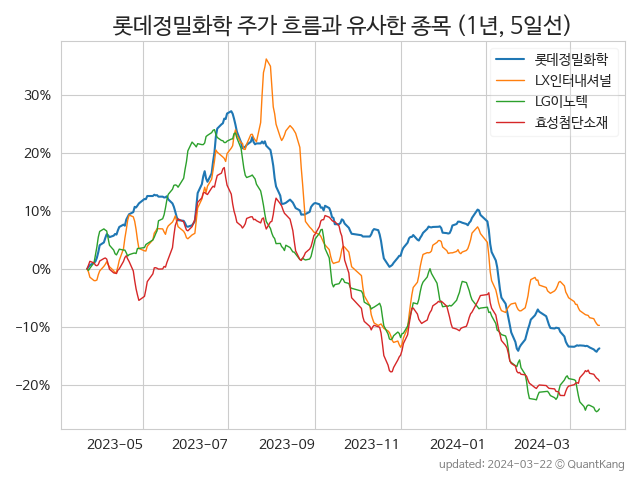 롯데정밀화학 주가 흐름과 유사한 종목 (1년, 5일선)
롯데정밀화학
LX인터내셔널
LG이노텍
효성첨단소재
30%
20%
10%
0%
−10%
−20%
2023-05 2023-07 2023-09 2023-11 2024-01 2024-03
updated: 2024-03-22 © QuantKang